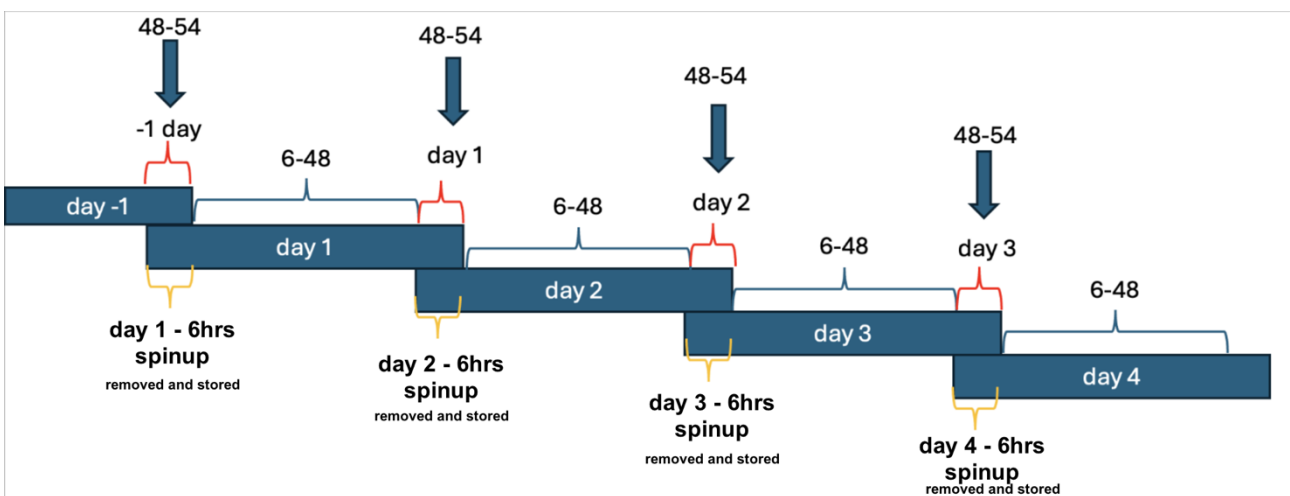 48-54
48-54
48-54
48-54
-1 day
day 1
day 2
day 3
6-48
6-48
6-48
6-48
day -1
day 1
day 2
day 3
day 4
day 1 - 6hrs
spinup
removed and stored
day 2 - 6hrs
spinup
removed and stored
day 3 - 6hrs
spinup
removed and stored
day 4 - 6hrs
spinup
removed and stored